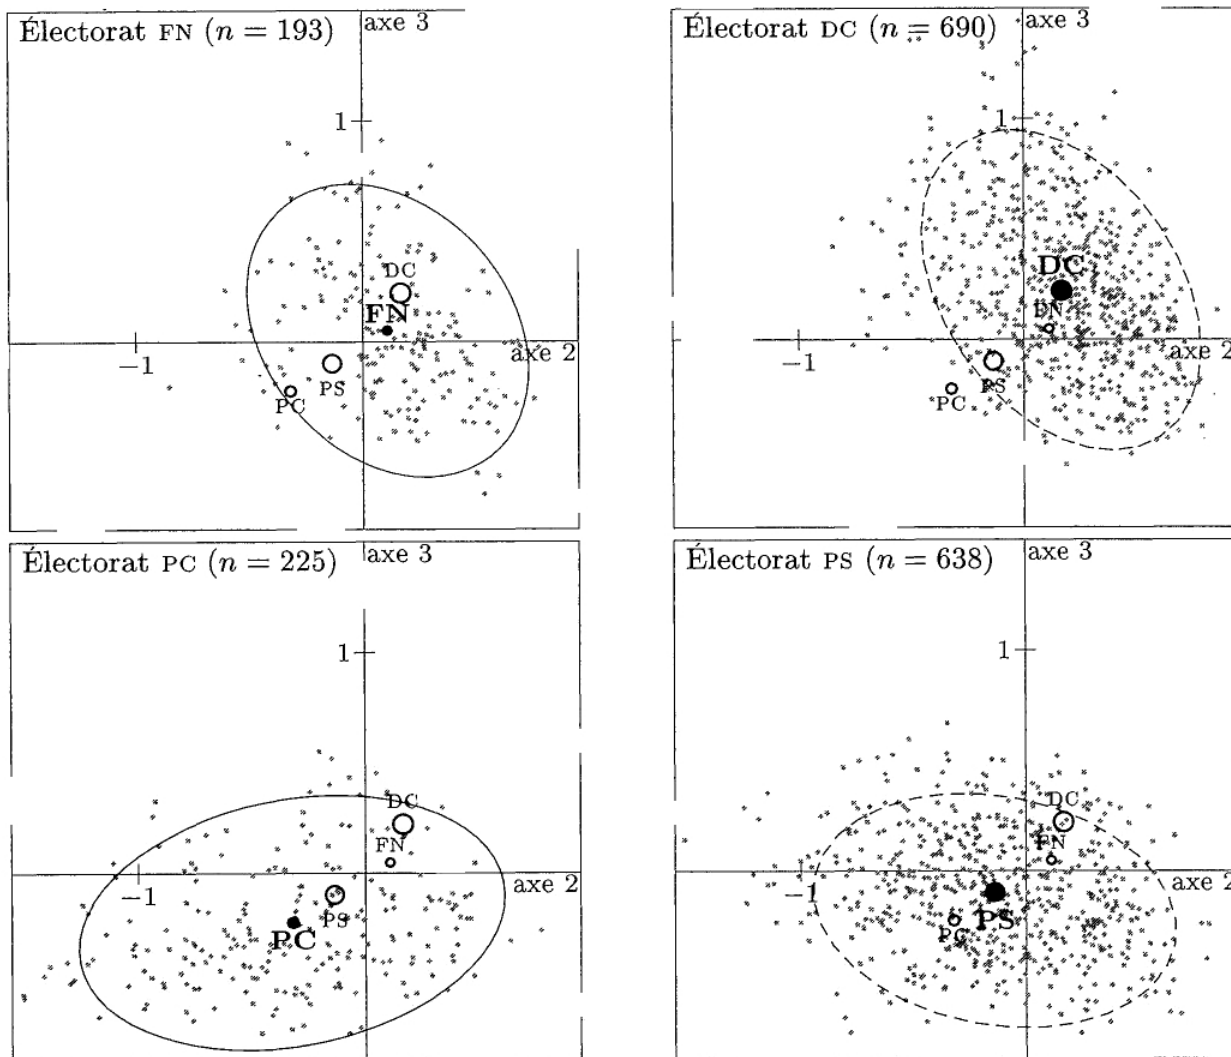 Électorat FN (n = 193)
axe 3
1
DC
FN
axe 2
−1
PS
PC
Électorat DC (n = 690)
axe 3
1
DC
FN
axe 2
−1
PS
PC
Électorat PC (n = 225)
axe 3
1
DC
FN
axe 2
−1
PS
PC
Électorat PS (n = 638)
axe 3
1
DC
FN
axe 2
−1
PS
PC